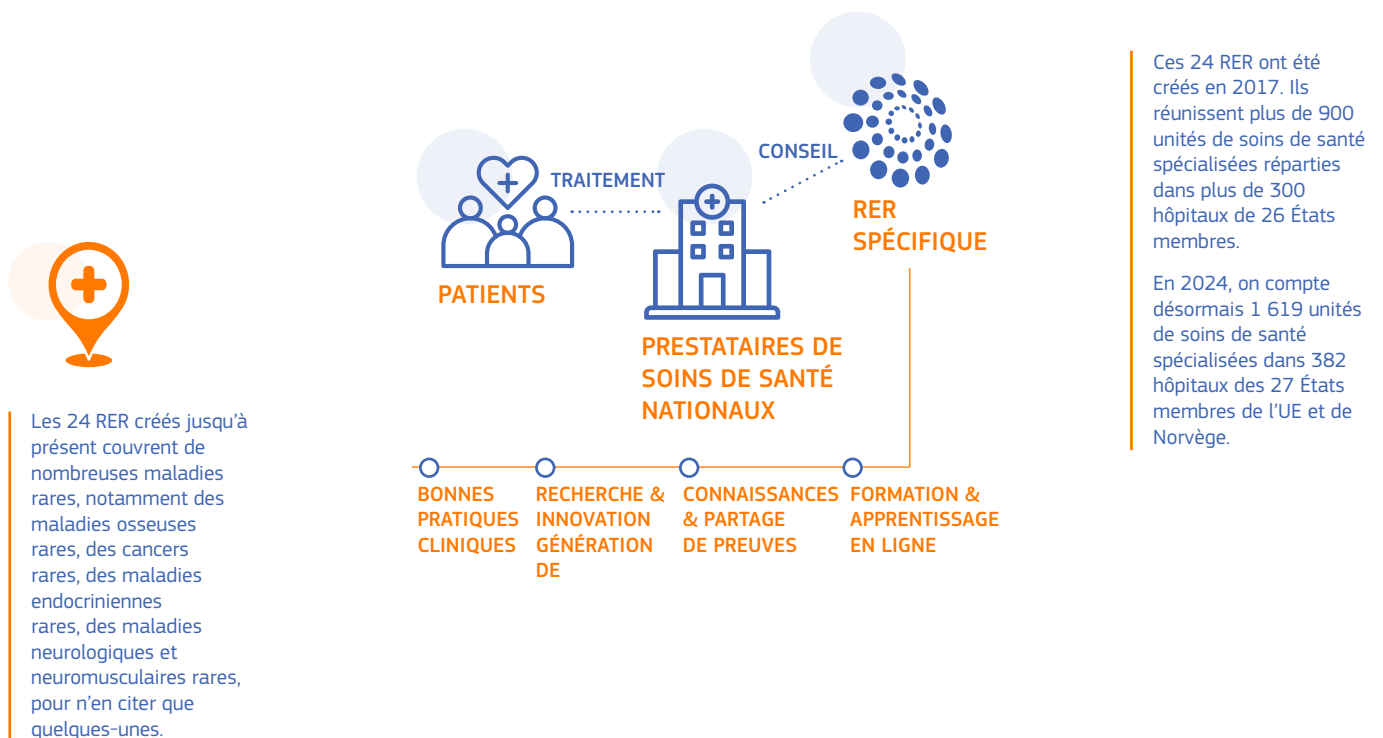 Les 24 RER créés jusqu'à
présent couvrent de
nombreuses maladies
rares, notamment des
maladies osseuses
rares, des cancers
rares, des maladies
endocriniennes
rares, des maladies
neurologiques et
neuromusculaires rares,
pour n'en citer que
quelques-unes.
TRAITEMENT
CONSEIL
PATIENTS
PRESTATAIRES DE
SOINS DE SANTÉ
NATIONAUX
RER
SPÉCIFIQUE
BONNES
PRATIQUES
CLINIQUES
RECHERCHE &
INNOVATION
GÉNÉRATION
DE
CONNAISSANCES
& PARTAGE
DE PREUVES
FORMATION &
APPRENTISSAGE
EN LIGNE
Ces 24 RER ont été
créés en 2017. Ils
réunissent plus de 900
unités de soins de santé
spécialisées réparties
dans plus de 300
hôpitaux de 26 États
membres.
En 2024, on compte
désormais 1 619 unités
de soins de santé
spécialisées dans 382
hôpitaux des 27 États
membres de l'UE et de
Norvège.